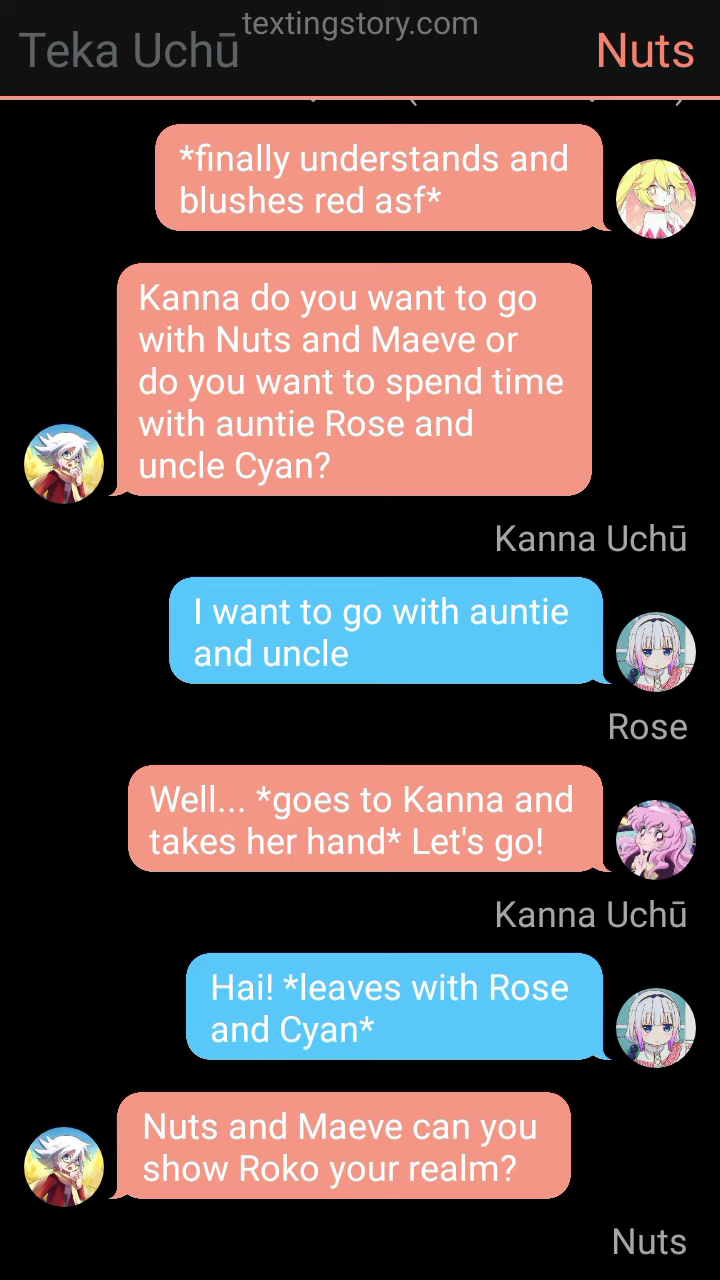 textingstory.com
Teka Uchū
Nuts
*finally understands and
blushes red asf*
Kanna do you want to go
with Nuts and Maeve or
do you want to spend time
with auntie Rose and
uncle Cyan?
Kanna Uchū
I want to go with auntie
and uncle
Rose
Well... *goes to Kanna and
takes her hand* Let's go!
Kanna Uchū
Hai! *leaves with Rose
and Cyan*
Nuts and Maeve can you
show Roko your realm?
Nuts